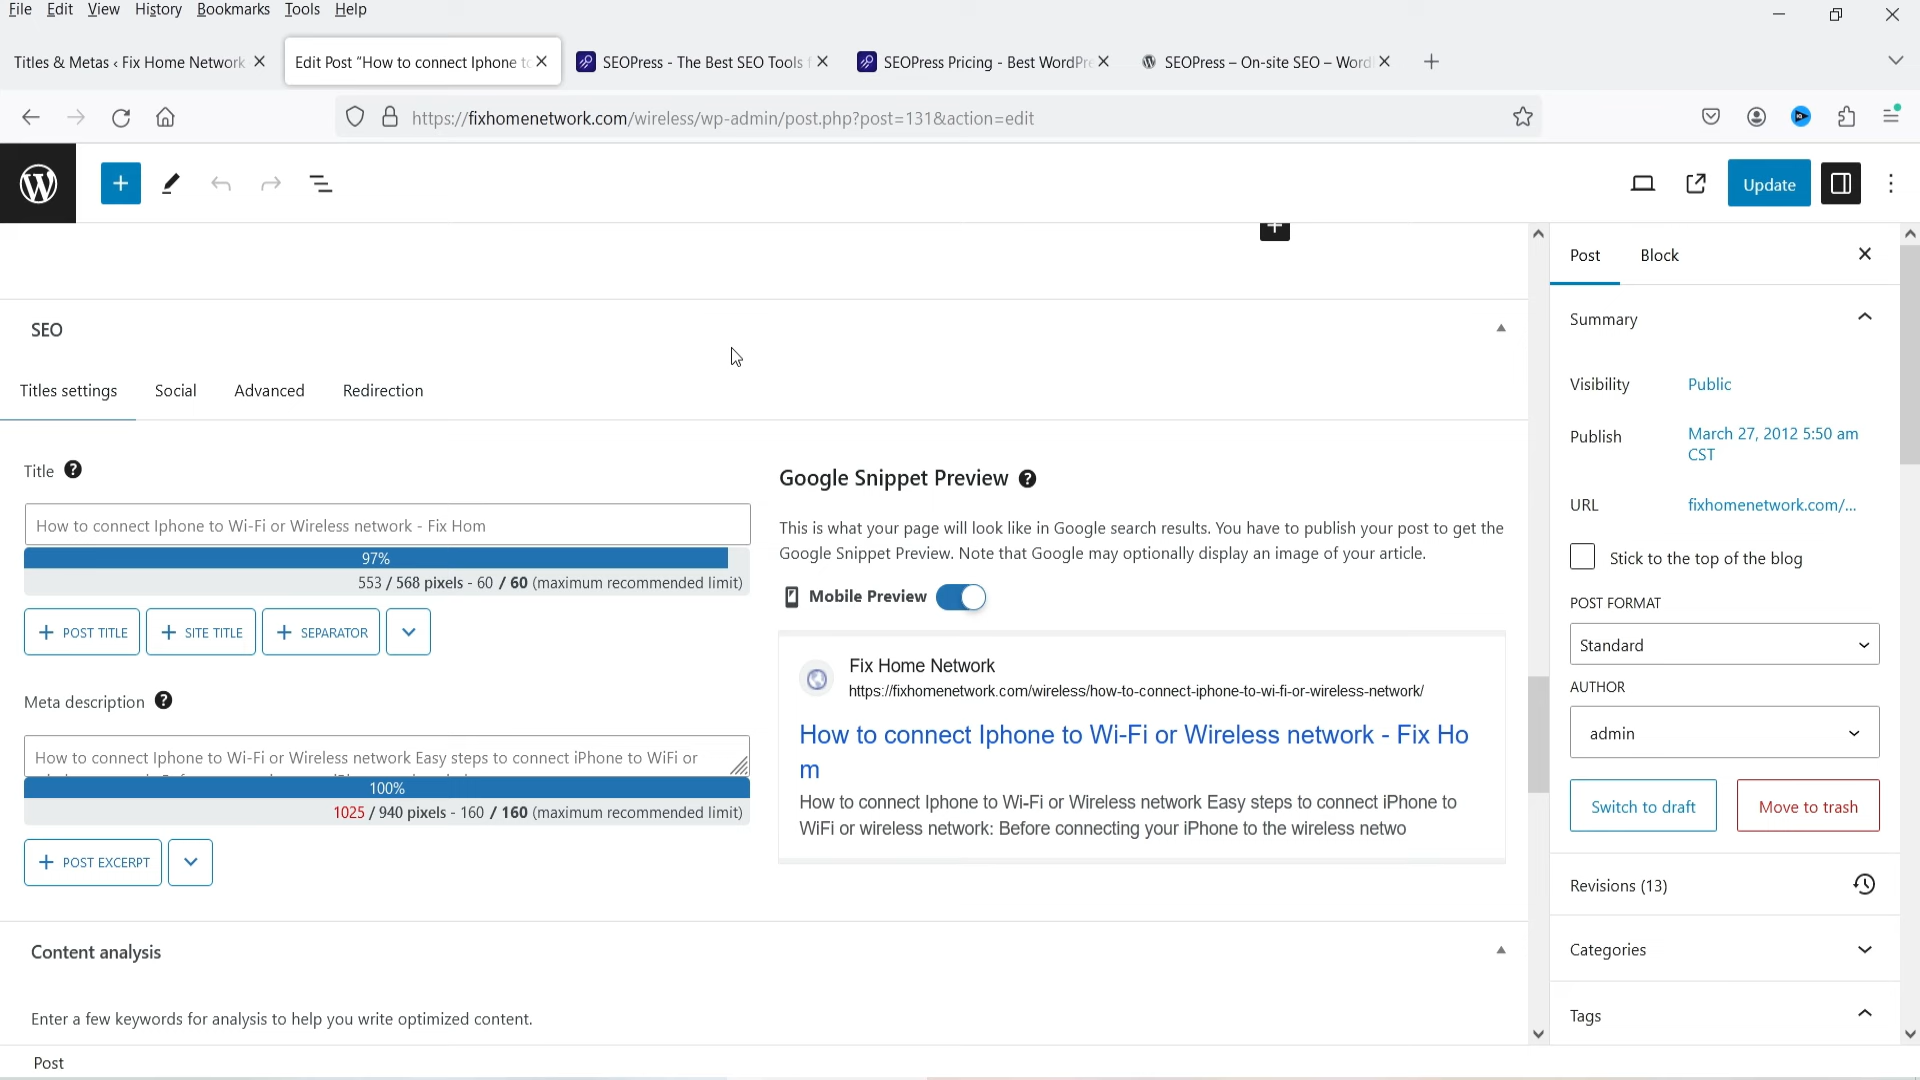 File Edit View History Bookmarks Tools Help
Titles & Metas ‹ Fix Home Network
Edit Post "How to connect Iphone to
SEOPress - The Best SEO Tools
SEOPress Pricing - Best WordPre
SEOPress – On-site SEO – Word
https://fixhomenetwork.com/wireless/wp-admin/post.php?post=131&action=edit
Update
SEO
Titles settings Social Advanced Redirection
Title
How to connect Iphone to Wi-Fi or Wireless network - Fix Hom
97%
553 / 568 pixels - 60 / 60 (maximum recommended limit)
POST TITLE
SITE TITLE
SEPARATOR
Meta description
How to connect Iphone to Wi-Fi or Wireless network Easy steps to connect iPhone to WiFi or
100%
1025 / 940 pixels - 160 / 160 (maximum recommended limit)
POST EXCERPT
Google Snippet Preview
This is what your page will look like in Google search results. You have to publish your post to get the
Google Snippet Preview. Note that Google may optionally display an image of your article.
Mobile Preview
Fix Home Network
https://fixhomenetwork.com/wireless/how-to-connect-iphone-to-wi-fi-or-wireless-network/
How to connect Iphone to Wi-Fi or Wireless network - Fix Ho
m
How to connect Iphone to Wi-Fi or Wireless network Easy steps to connect iPhone to
WiFi or wireless network: Before connecting your iPhone to the wireless netwo
Content analysis
Enter a few keywords for analysis to help you write optimized content.
Post
Post Block
Summary
Visibility Public
Publish March 27, 2012 5:50 am
CST
URL fixhomenetwork.com/...
Stick to the top of the blog
POST FORMAT
Standard
AUTHOR
admin
Switch to draft
Move to trash
Revisions (13)
Categories
Tags